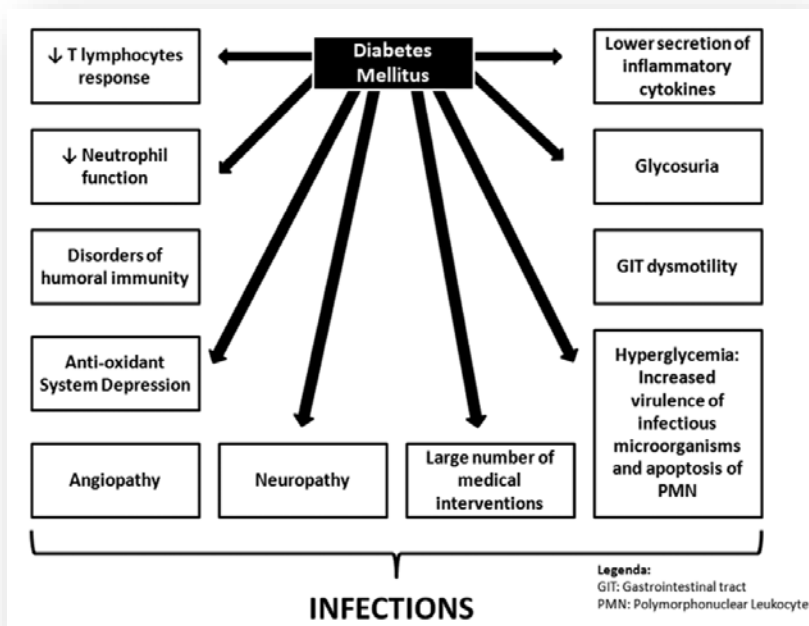 Diabetes
Mellitus
↓ T lymphocytes
response
↓ Neutrophil
function
Disorders of
humoral immunity
Anti-oxidant
System Depression
Angiopathy
Neuropathy
Large number of
medical
interventions
Lower secretion of
inflammatory
cytokines
Glycosuria
GIT dysmotility
Hyperglycemia:
Increased
virulence of
infectious
microorganisms
and apoptosis of
PMN
INFECTIONS
Legenda:
GIT: Gastrointestinal tract
PMN: Polymorphonuclear Leukocyte